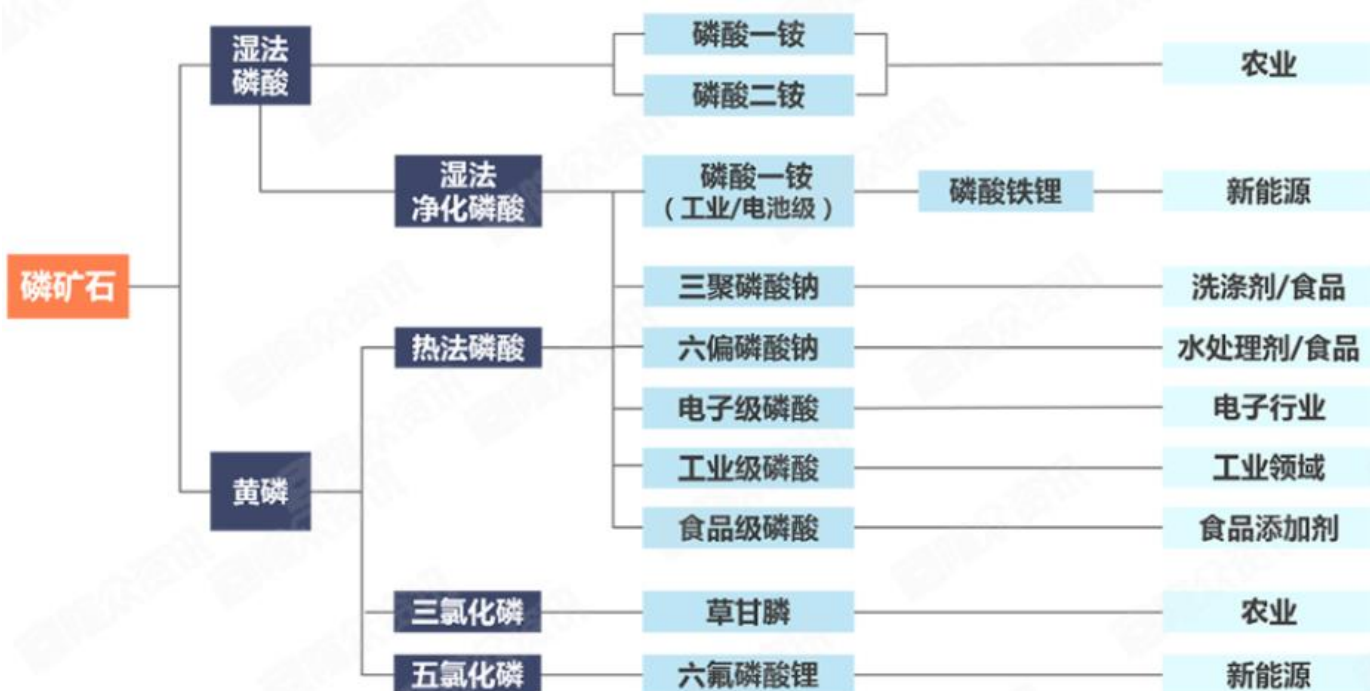 湿法
磷酸
磷酸一铵
磷酸二铵
农业
湿法
净化磷酸
磷酸一铵
（工业/电池级）
磷酸铁锂
新能源
磷矿石
三聚磷酸钠
洗涤剂/食品
热法磷酸
六偏磷酸钠
水处理剂/食品
电子级磷酸
电子行业
黄磷
工业级磷酸
工业领域
食品级磷酸
食品添加剂
三氯化磷
草甘膦
农业
五氯化磷
六氟磷酸锂
新能源
隆众资讯